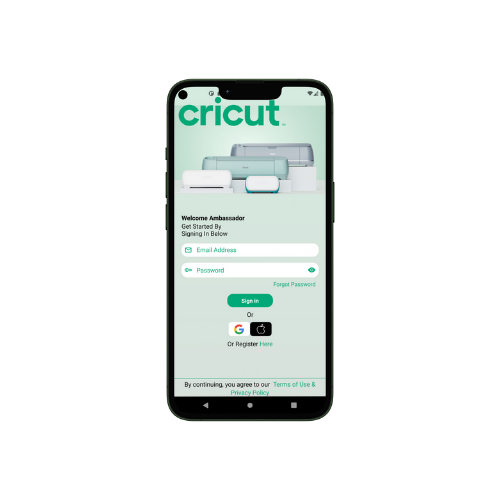 cricut™
Welcome Ambassador
Get Started By
Signing In Below
Email Address
Password
Forgot Password
Sign in
Or
Or Register Here
By continuing, you agree to our Terms of Use &
Privacy Policy